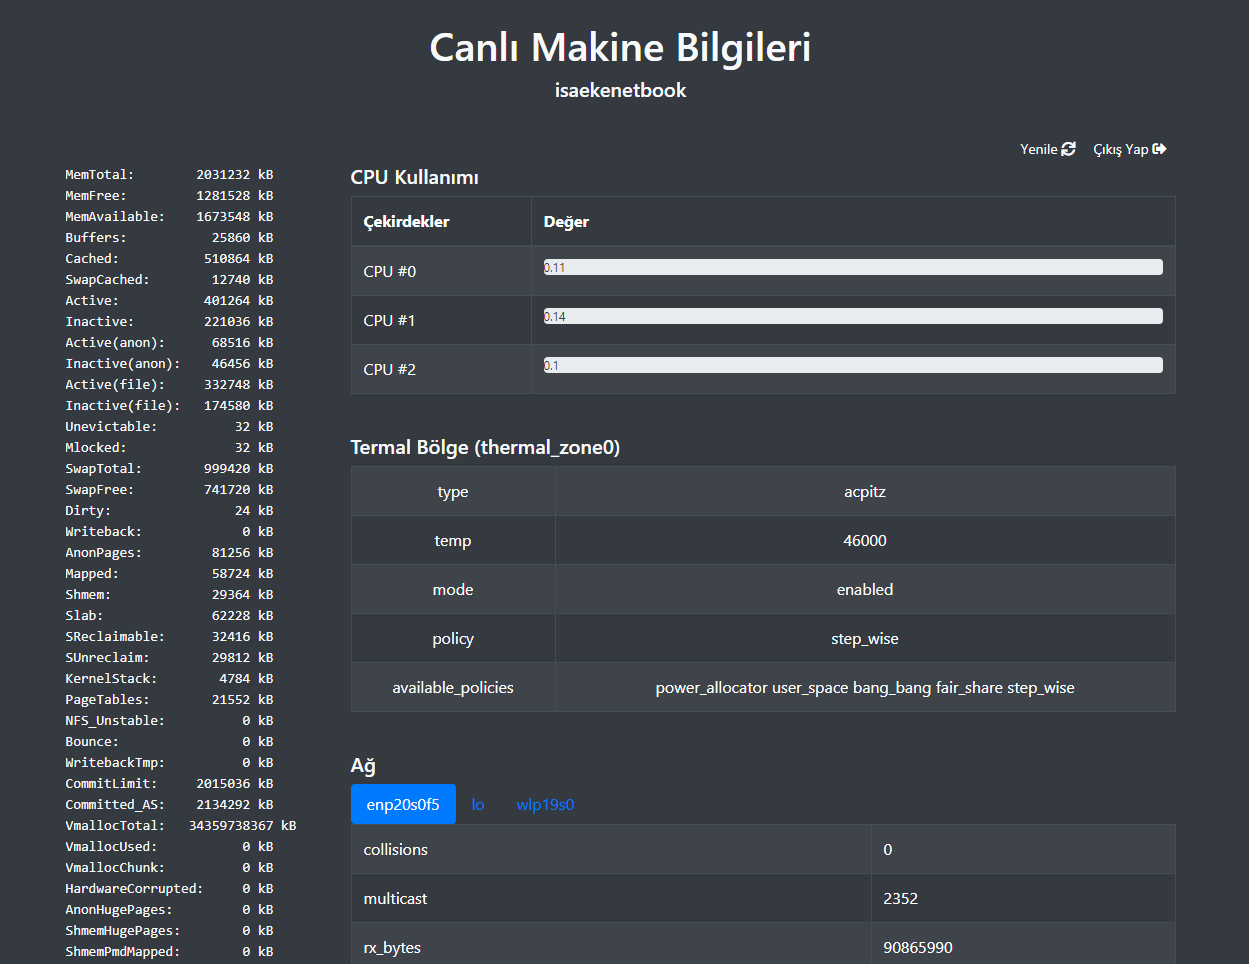 Canlı Makine Bilgileri
isaekenetbook
Yenile Çıkış Yap
MemTotal: 2031232 kB
MemFree: 1281528 kB
MemAvailable: 1673548 kB
Buffers: 25860 kB
Cached: 510864 kB
SwapCached: 12740 kB
Active: 401264 kB
Inactive: 221036 kB
Active(anon): 68516 kB
Inactive(anon): 46456 kB
Active(file): 332748 kB
Inactive(file): 174580 kB
Unevictable: 32 kB
Mlocked: 32 kB
SwapTotal: 999420 kB
SwapFree: 741720 kB
Dirty: 24 kB
Writeback: 0 kB
AnonPages: 81256 kB
Mapped: 58724 kB
Shmem: 29364 kB
Slab: 62228 kB
SReclaimable: 32416 kB
SUnreclaim: 29812 kB
KernelStack: 4784 kB
PageTables: 21552 kB
NFS_Unstable: 0 kB
Bounce: 0 kB
WritebackTmp: 0 kB
CommitLimit: 2015036 kB
Committed_AS: 2134292 kB
VmallocTotal: 34359738367 kB
VmallocUsed: 0 kB
VmallocChunk: 0 kB
HardwareCorrupted: 0 kB
AnonHugePages: 0 kB
ShmemHugePages: 0 kB
ShmemPmdMapped: 0 kB
CPU Kullanımı
Çekirdekler Değer
CPU #0 0.11
CPU #1 0.14
CPU #2 0.1
Termal Bölge (thermal_zone0)
type acpitz
temp 46000
mode enabled
policy step_wise
available_policies power_allocator user_space bang_bang fair_share step_wise
Ağ
enp20s0f5 lo wlp19s0
collisions 0
multicast 2352
rx_bytes 90865990